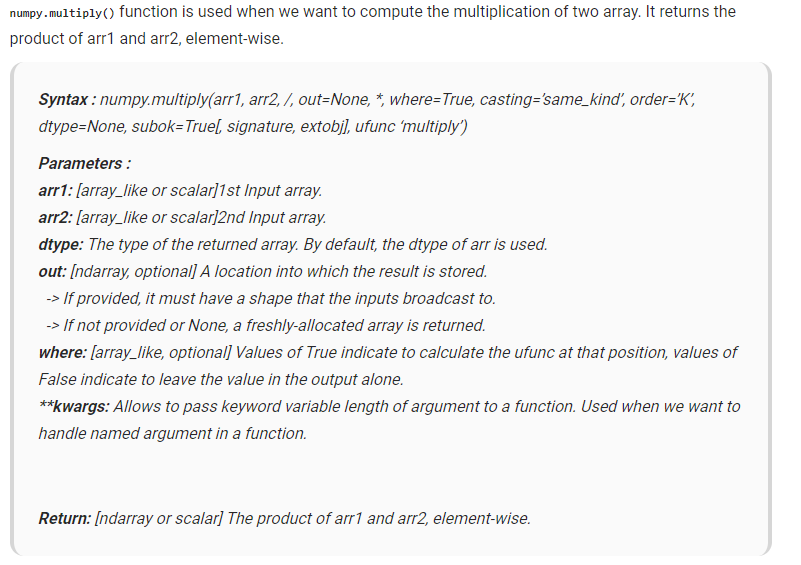 numpy.multiply() function is used when we want to compute the multiplication of two array. It returns the
product of arr1 and arr2, element-wise.
Syntax : numpy.multiply(arr1, arr2, /, out=None, *, where=True, casting=’same_kind’, order=’K’,
dtype=None, subok=True[, signature, extobj], ufunc ‘multiply’)
Parameters :
arr1: [array_like or scalar]1st Input array.
arr2: [array_like or scalar]2nd Input array.
dtype: The type of the returned array. By default, the dtype of arr is used.
out: [ndarray, optional] A location into which the result is stored.
-> If provided, it must have a shape that the inputs broadcast to.
-> If not provided or None, a freshly-allocated array is returned.
where: [array_like, optional] Values of True indicate to calculate the ufunc at that position, values of
False indicate to leave the value in the output alone.
**kwargs: Allows to pass keyword variable length of argument to a function. Used when we want to
handle named argument in a function.
Return: [ndarray or scalar] The product of arr1 and arr2, element-wise.